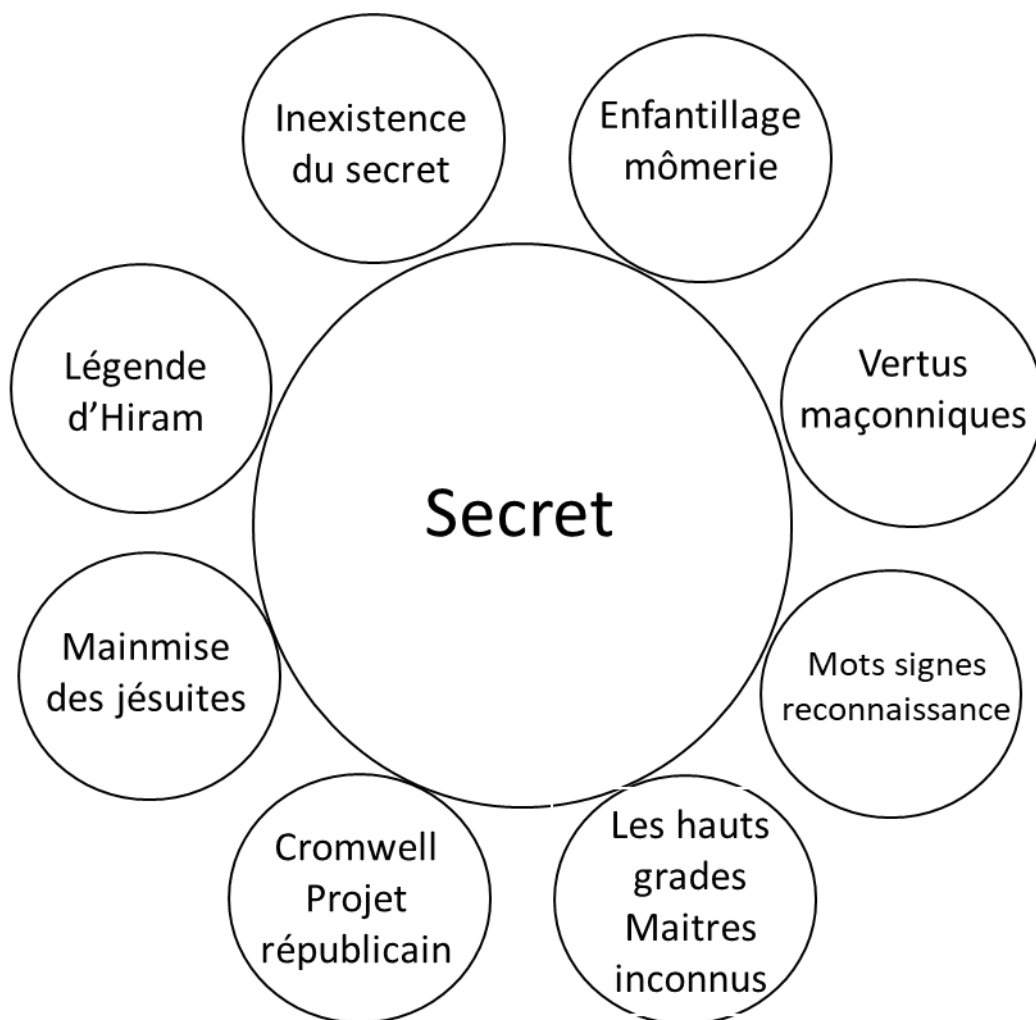 Inexistence
du secret
Enfantillage
mômerie
Légende
d’Hiram
Vertus
maçonniques
Secret
Mainmise
des jésuites
Mots signes
reconnaissance
Cromwell
Projet
républicain
Les hauts
grades
Maitres
inconnus